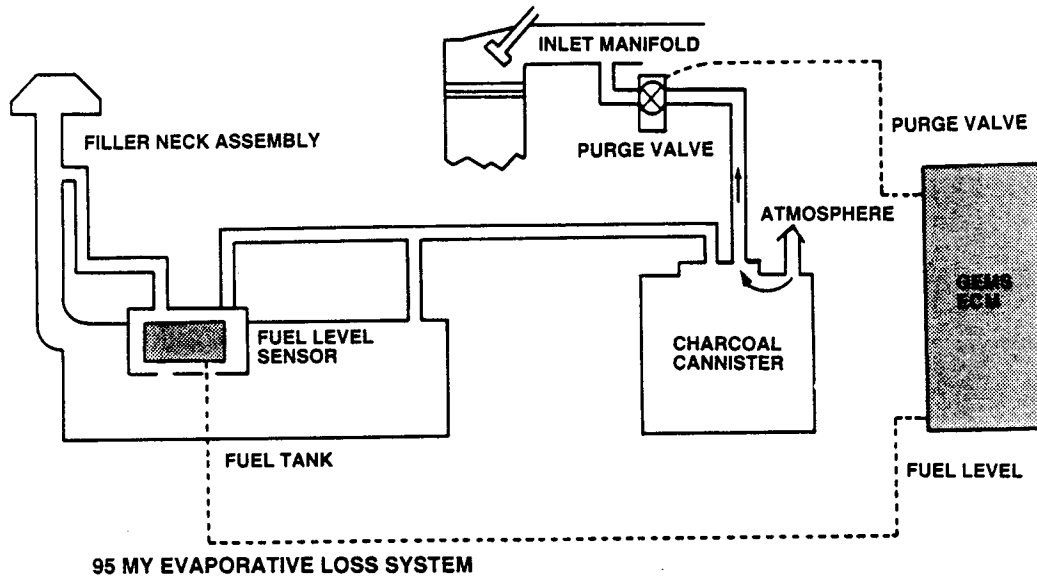 INLET MANIFOLD
FILLER NECK ASSEMBLY
PURGE VALVE
PURGE VALVE
ATMOSPHERE
GEMS
ECM
FUEL LEVEL
SENSOR
CHARCOAL
CANNISTER
FUEL TANK
FUEL LEVEL
95 MY EVAPORATIVE LOSS SYSTEM